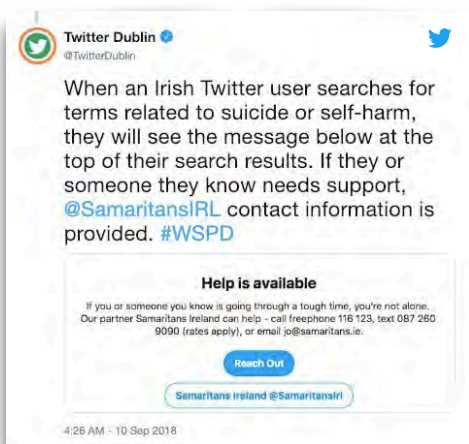 Twitter Dublin
@TwitterDublin
When an Irish Twitter user searches for
terms related to suicide or self-harm,
they will see the message below at the
top of their search results. If they or
someone they know needs support,
@SamaritansIRL contact information is
provided. #WSPD
Help is available
If you or someone you know is going through a tough time, you're not alone.
Our partner Samaritans Ireland can help - call freephone 116 123, text 087 260
9090 (rates apply), or email jo@samaritans.ie.
Reach Out
Samaritans Ireland @SamaritansIrl
4:26 AM - 10 Sep 2018